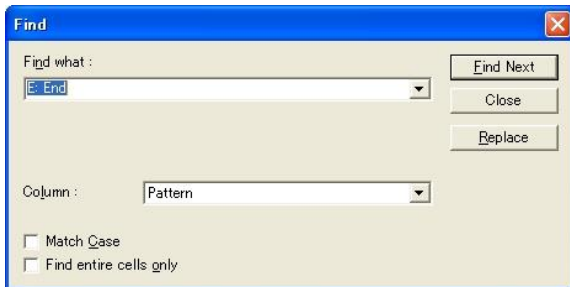 Find
Find what :
E: End
Find Next
Close
Replace
Column :
Pattern
Match Case
Find entire cells only